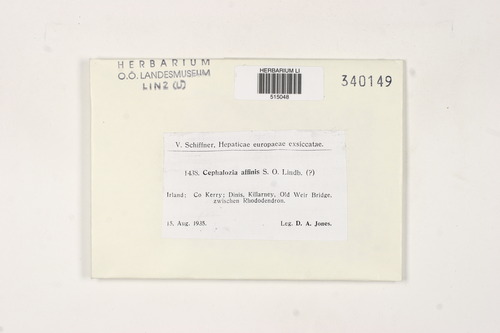 HERBARIUM
O.Ö. LANDESMUSEUM
LINZ (LI)
HERBARIUM LI
515048
340149
V. Schiffner, Hepaticae europaeae exsiccatae.
1438. Cephalozia affinis S. O. Lindb. (?)
Irland: Co Kerry; Dinis, Killarney, Old Weir Bridge,
zwischen Rhododendron.
15. Aug. 1935. Leg. D. A. Jones.